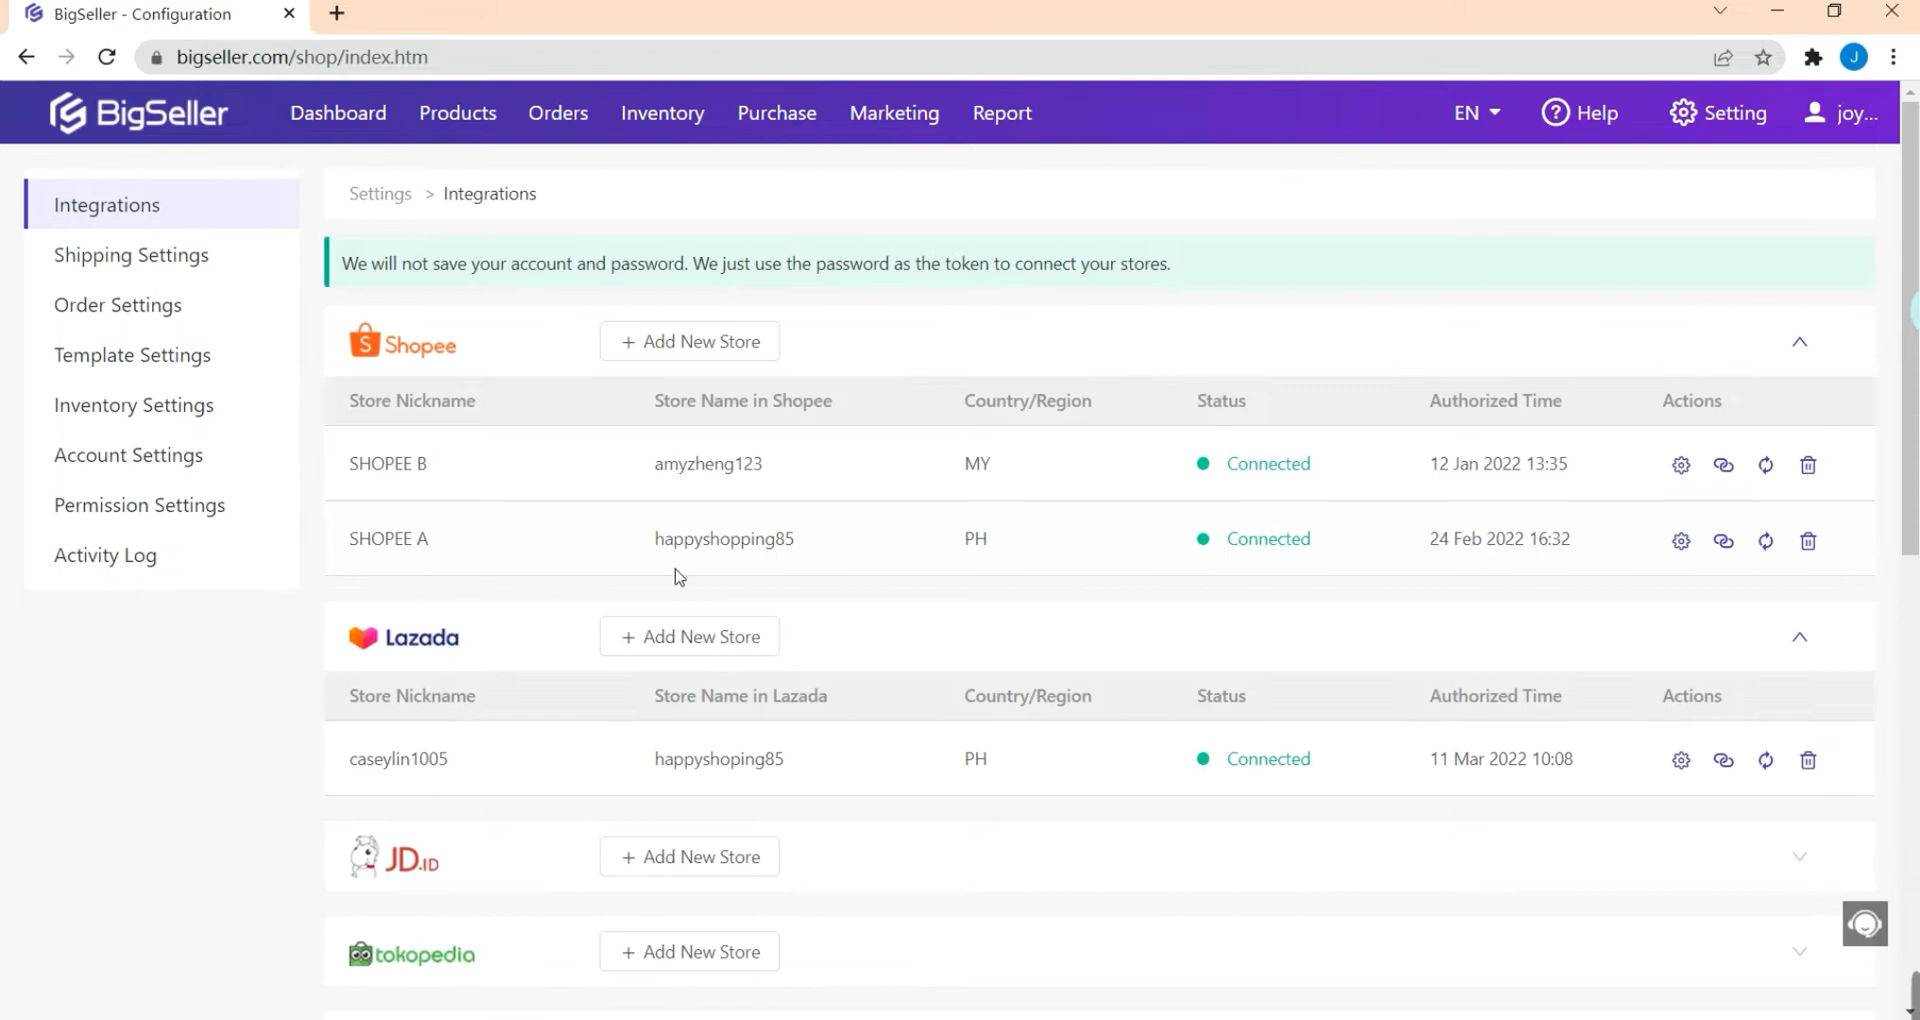 BigSeller - Configuration
bigseller.com/shop/index.htm
J
BigSeller Dashboard Products Orders Inventory Purchase Marketing Report EN Help Setting joy...
Integrations
Shipping Settings
Order Settings
Template Settings
Inventory Settings
Account Settings
Permission Settings
Activity Log
Settings > Integrations
We will not save your account and password. We just use the password as the token to connect your stores.
Shopee + Add New Store
Store Nickname Store Name in Shopee Country/Region Status Authorized Time Actions
SHOPEE B amyzheng123 MY Connected 12 Jan 2022 13:35
SHOPEE A happyshopping85 PH Connected 24 Feb 2022 16:32
Lazada + Add New Store
Store Nickname Store Name in Lazada Country/Region Status Authorized Time Actions
caseylin1005 happyshoping85 PH Connected 11 Mar 2022 10:08
JD.ID + Add New Store
tokopedia + Add New Store